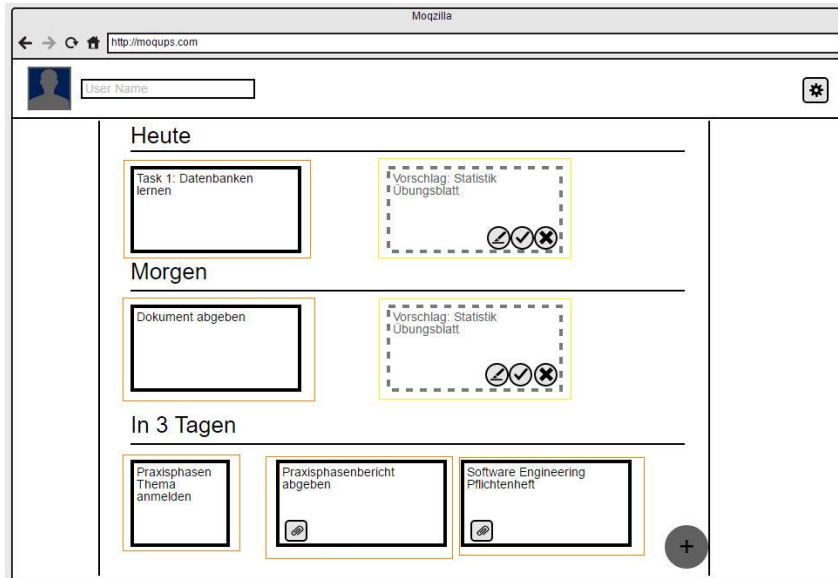 Moqzilla
http://moqups.com
User Name
Heute
Task 1: Datenbanken
lernen
Vorschlag: Statistik
Übungsblatt
Morgen
Dokument abgeben
Vorschlag: Statistik
Übungsblatt
In 3 Tagen
Praxisphasen
Thema
anmelden
Praxisphasenbericht
abgeben
Software Engineering
Pflichtenheft
+